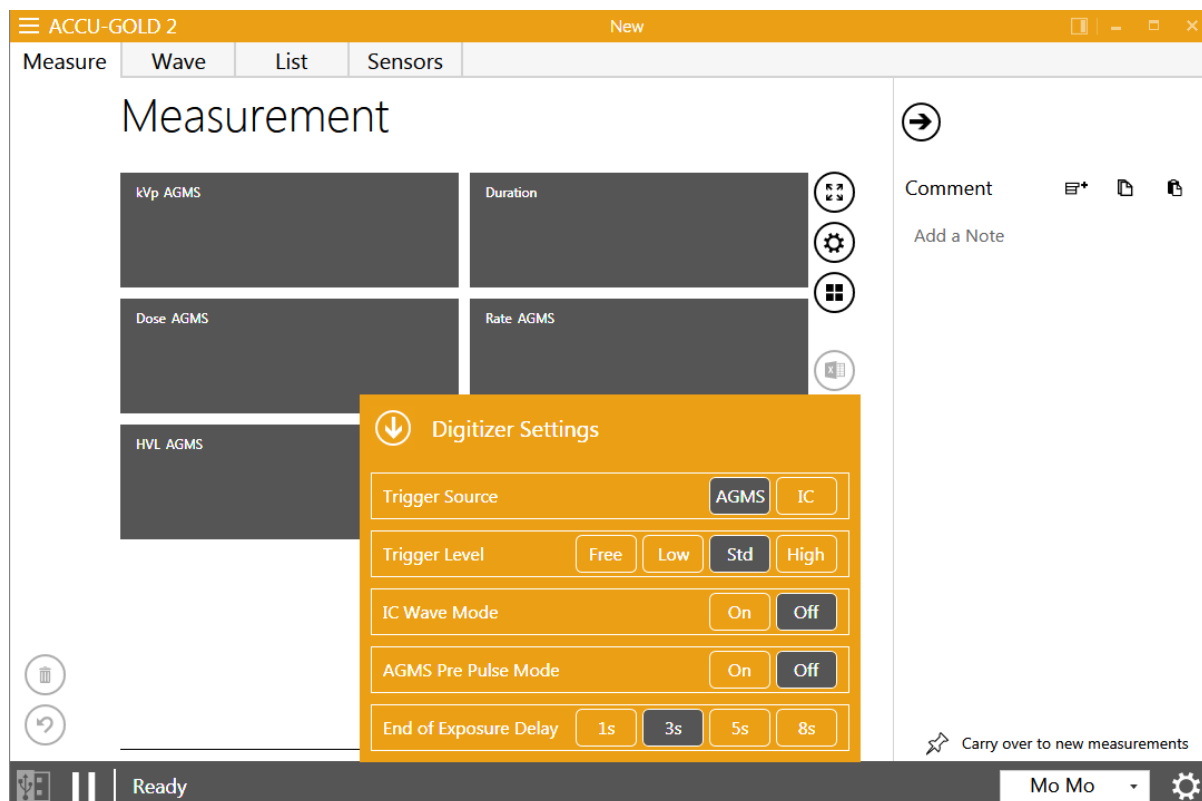 ACCU-GOLD 2
New
Measure Wave List Sensors
Measurement
kVp AGMS
Duration
Dose AGMS
Rate AGMS
HVL AGMS
Comment
Add a Note
Digitizer Settings
Trigger Source AGMS IC
Trigger Level Free Low Std High
IC Wave Mode On Off
AGMS Pre Pulse Mode On Off
End of Exposure Delay 1s 3s 5s 8s
Carry over to new measurements
Ready
Mo Mo